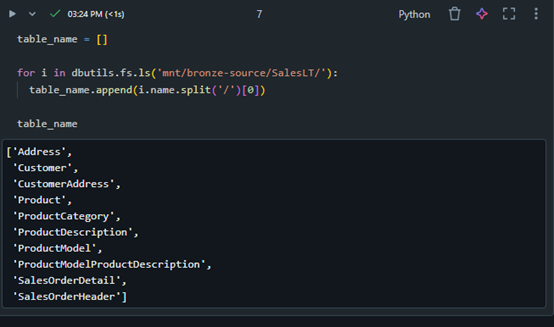 03:24 PM (<1s)
7
Python
table_name = []
for i in dbutils.fs.ls('mnt/bronze-source/SalesLT/'):
  table_name.append(i.name.split('/')[0])
table_name
['Address',
 'Customer',
 'CustomerAddress',
 'Product',
 'ProductCategory',
 'ProductDescription',
 'ProductModel',
 'ProductModelProductDescription',
 'SalesOrderDetail',
 'SalesOrderHeader']